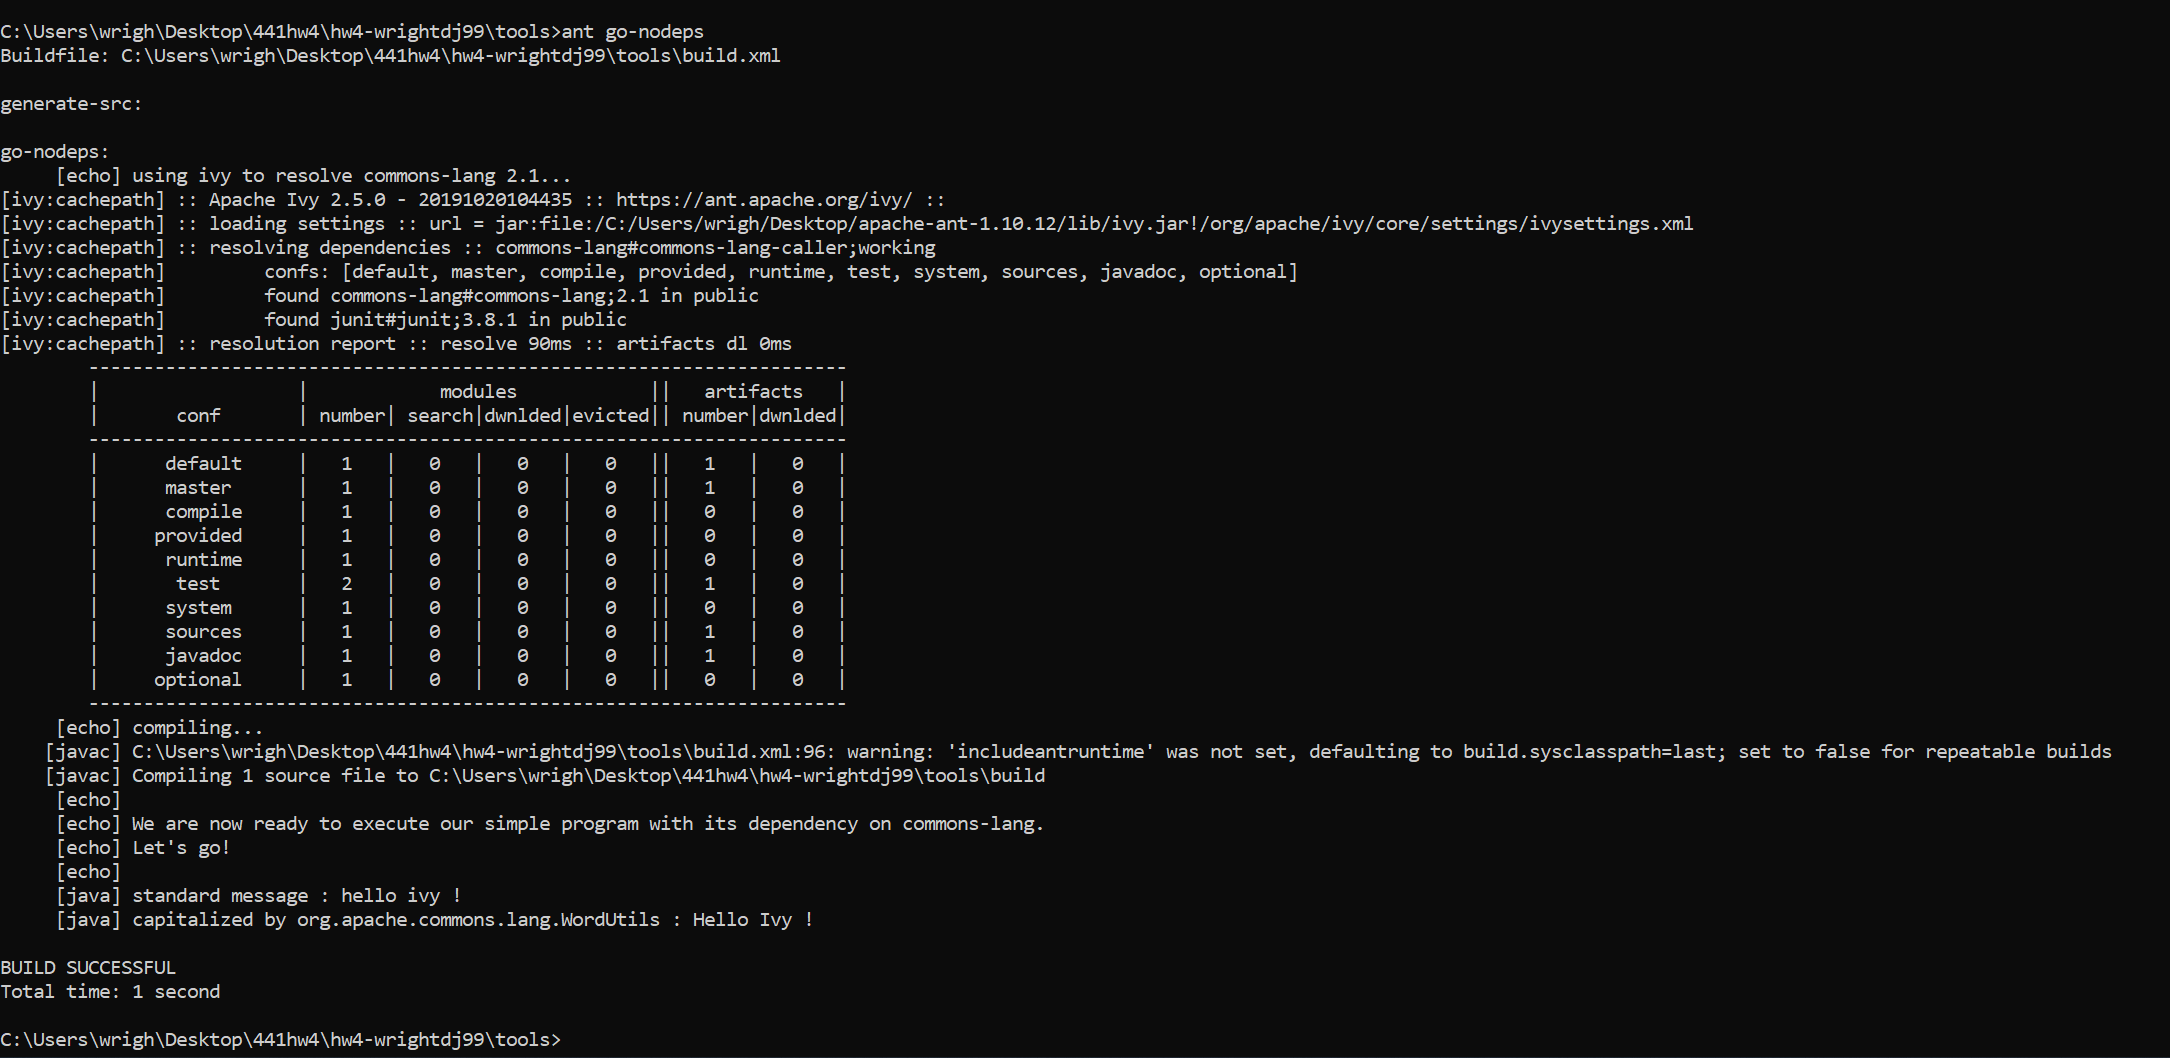 C:\Users\wrigh\Desktop\441hw4\hw4-wrightdj99\tools>ant go-nodeps
Buildfile: C:\Users\wrigh\Desktop\441hw4\hw4-wrightdj99\tools\build.xml

generate-src:

go-nodeps:
     [echo] using ivy to resolve commons-lang 2.1...
[ivy:cachepath] :: Apache Ivy 2.5.0 - 20191020104435 :: https://ant.apache.org/ivy/ ::
[ivy:cachepath] :: loading settings :: url = jar:file:/C:/Users/wrigh/Desktop/apache-ant-1.10.12/lib/ivy.jar!/org/apache/ivy/core/settings/ivysettings.xml
[ivy:cachepath] :: resolving dependencies :: commons-lang#commons-lang-caller;working
[ivy:cachepath]         confs: [default, master, compile, provided, runtime, test, system, sources, javadoc, optional]
[ivy:cachepath]         found commons-lang#commons-lang;2.1 in public
[ivy:cachepath]         found junit#junit;3.8.1 in public
[ivy:cachepath] :: resolution report :: resolve 90ms :: artifacts dl 0ms
        ---------------------------------------------------------------------
        |                  |            modules            ||   artifacts   |
        |       conf       | number| search|dwnlded|evicted|| number|dwnlded|
        ---------------------------------------------------------------------
        |      default     |   1   |   0   |   0   |   0   ||   1   |   0   |
        |      master      |   1   |   0   |   0   |   0   ||   1   |   0   |
        |      compile     |   1   |   0   |   0   |   0   ||   0   |   0   |
        |     provided     |   1   |   0   |   0   |   0   ||   0   |   0   |
        |      runtime     |   1   |   0   |   0   |   0   ||   0   |   0   |
        |       test       |   2   |   0   |   0   |   0   ||   1   |   0   |
        |      system      |   1   |   0   |   0   |   0   ||   0   |   0   |
        |      sources     |   1   |   0   |   0   |   0   ||   1   |   0   |
        |      javadoc     |   1   |   0   |   0   |   0   ||   1   |   0   |
        |     optional     |   1   |   0   |   0   |   0   ||   0   |   0   |
        ---------------------------------------------------------------------
     [echo] compiling...
    [javac] C:\Users\wrigh\Desktop\441hw4\hw4-wrightdj99\tools\build.xml:96: warning: 'includeantruntime' was not set, defaulting to build.sysclasspath=last; set to false for repeatable builds
    [javac] Compiling 1 source file to C:\Users\wrigh\Desktop\441hw4\hw4-wrightdj99\tools\build
     [echo]
     [echo] We are now ready to execute our simple program with its dependency on commons-lang.
     [echo] Let's go!
     [echo]
     [java] standard message : hello ivy !
     [java] capitalized by org.apache.commons.lang.WordUtils : Hello Ivy !

BUILD SUCCESSFUL
Total time: 1 second

C:\Users\wrigh\Desktop\441hw4\hw4-wrightdj99\tools>